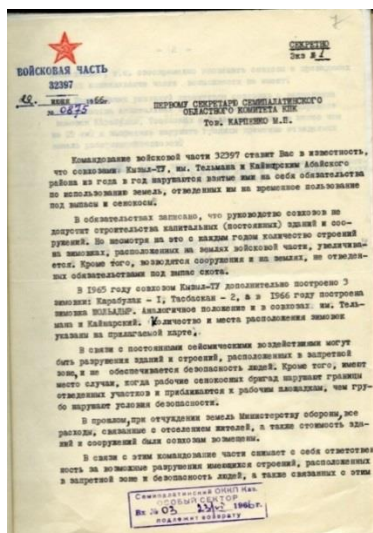 7
СЕКРЕТНО
Экз № 1
ВОЙСКОВАЯ ЧАСТЬ
32397
июня 1966г.
№ 0875
ПЕРВОМУ СЕКРЕТАРЮ СЕМИПАЛАТИНСКОГО
ОБЛАСТНОГО КОМИТЕТА КПК
Тов. КАРПЕНКО М.П.
Командование войсковой части 32397 ставит Вас в известность,
что совхозами Кызыл-ТУ, им. Тельмана и Кайнарским Абайского
района из года в год нарушаются взятые ими на себя обязательства
по использованию земель, отведенных им на временное пользование
под выпасы и сенокосы.
В обязательствах записано, что руководство совхозов не
допустит строительства капитальных (постоянных) зданий и соо-
ружений. Но несмотря на это с каждым годом количество строений
на зимовках, расположенных на землях войсковой части, увеличива-
ется. Кроме того, возводятся сооружения и на землях, не отведен-
ных обязательствами под выпас скота.
В 1965 году совхозом Кызыл-ТУ дополнительно построено 3
зимовки: Карабулак - I, Тасбаская - 2, а в 1966 году построена
зимовка ЖОЛЬДЫР. Аналогичное положение и в совхозах им. Тель-
мана и Кайнарский. Количество и места расположения зимовок
указаны на прилагаемой карте.
В связи с постоянными сейсмическими воздействиями могут
быть разрушения зданий и строений, расположенных в запретной
зоне, и не обеспечивается безопасность людей. Кроме того, имеют
место случаи, когда рабочие сенокосных бригад нарушают границы
отведенных участков и приближаются к рабочим площадкам, чем гру-
бо нарушают условия безопасности.
В прошлом, при отчуждении земель Министерству обороны, все
расходы, связанные с отселением жителей, а также стоимость зда-
ний и сооружений были совхозам возмещены.
В связи с этим командование части снимает с себя ответствен-
ность за возможные разрушения имеющихся строений, расположенных
в запретной зоне и безопасность людей, а также связанных с этим
Семипалатинский ОККП Каз.
ОСОБЫЙ СЕКТОР
Вх № 03 1966г.
подлежит возврату